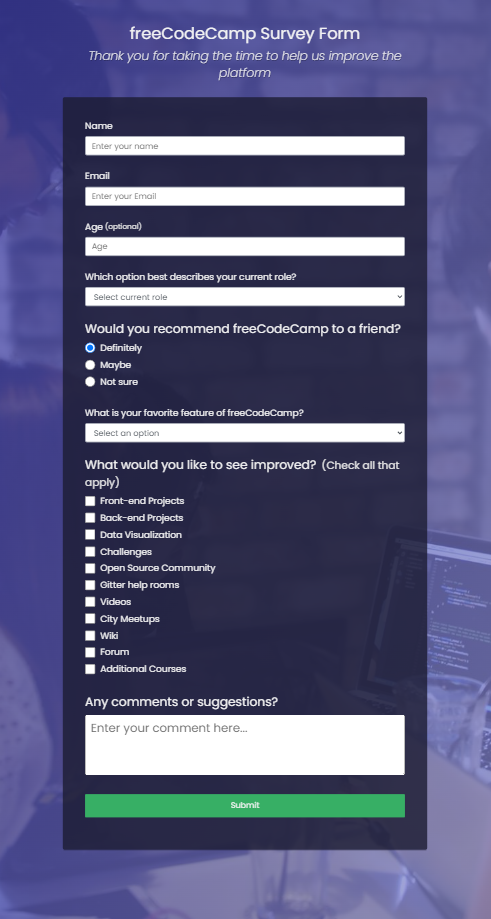 freeCodeCamp Survey Form
Thank you for taking the time to help us improve the
platform
Name
Enter your name
Email
Enter your Email
Age (optional)
Age
Which option best describes your current role?
Select current role
Would you recommend freeCodeCamp to a friend?
Definitely
Maybe
Not sure
What is your favorite feature of freeCodeCamp?
Select an option
What would you like to see improved? (Check all that
apply)
Front-end Projects
Back-end Projects
Data Visualization
Challenges
Open Source Community
Gitter help rooms
Videos
City Meetups
Wiki
Forum
Additional Courses
Any comments or suggestions?
Enter your comment here...
Submit